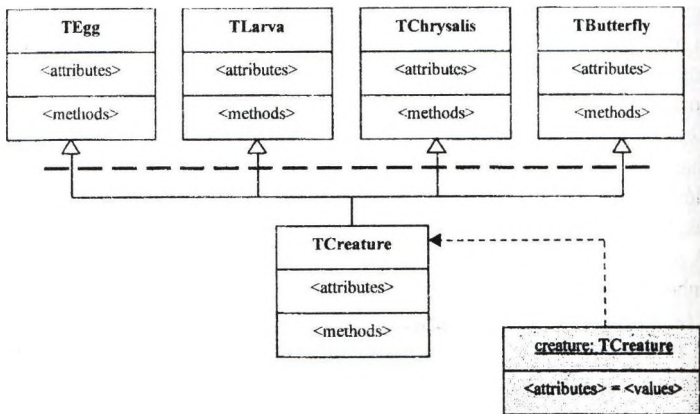 TEgg
<attributes>
<methods>
TLarva
<attributes>
<methods>
TChrysalis
<attributes>
<methods>
TButterfly
<attributes>
<methods>
TCreature
<attributes>
<methods>
creature: TCreature
<attributes> = <values>